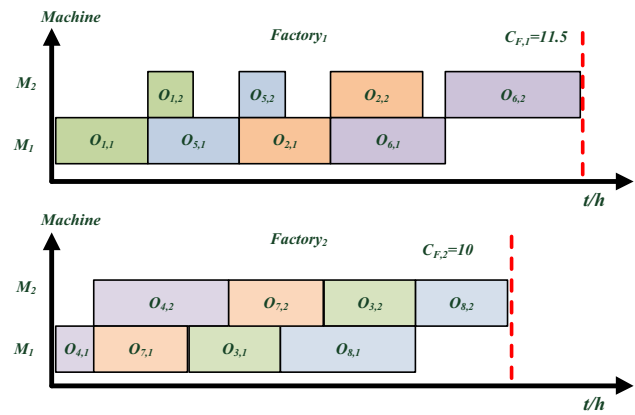 Machine
Factory1
CF,1=11.5
M2
O1,2
O5,2
O2,2
O6,2
M1
O1,1
O5,1
O2,1
O6,1
t/h
Machine
Factory2
CF,2=10
M2
O4,2
O7,2
O3,2
O8,2
M1
O4,1
O7,1
O3,1
O8,1
t/h